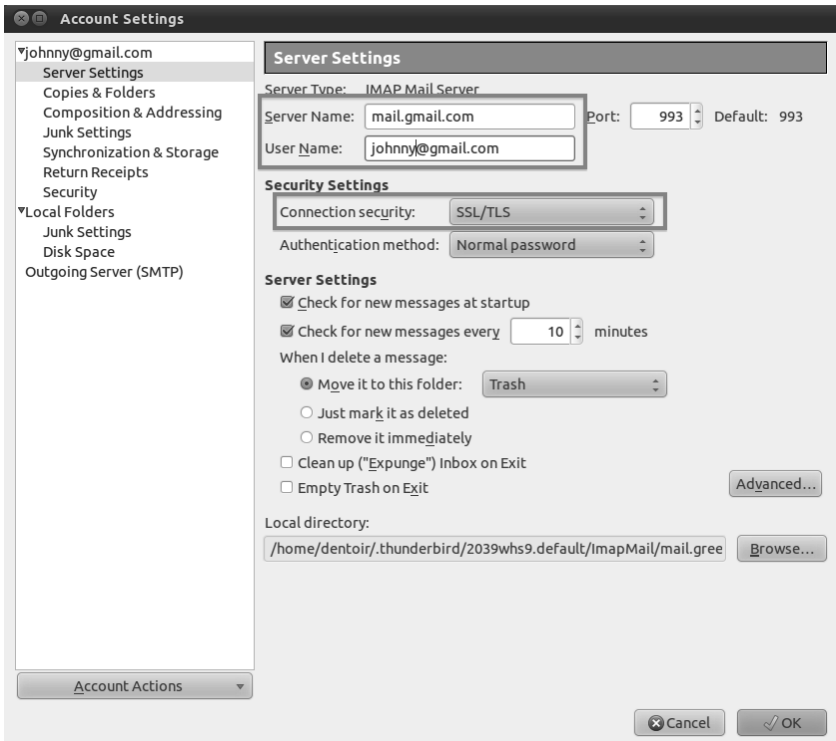 Account Settings
johnny@gmail.com
Server Settings
Copies & Folders
Composition & Addressing
Junk Settings
Synchronization & Storage
Return Receipts
Security
Local Folders
Junk Settings
Disk Space
Outgoing Server (SMTP)
Account Actions
Server Settings
Server Type: IMAP Mail Server
Server Name: mail.gmail.com Port: 993 Default: 993
User Name: johnny@gmail.com
Security Settings
Connection security: SSL/TLS
Authentication method: Normal password
Server Settings
Check for new messages at startup
Check for new messages every 10 minutes
When I delete a message:
Move it to this folder: Trash
Just mark it as deleted
Remove it immediately
Clean up ("Expunge") Inbox on Exit
Empty Trash on Exit
Advanced...
Local directory:
/home/dentoir/.thunderbird/2039whs9.default/ImapMail/mail.gree Browse...
Cancel OK